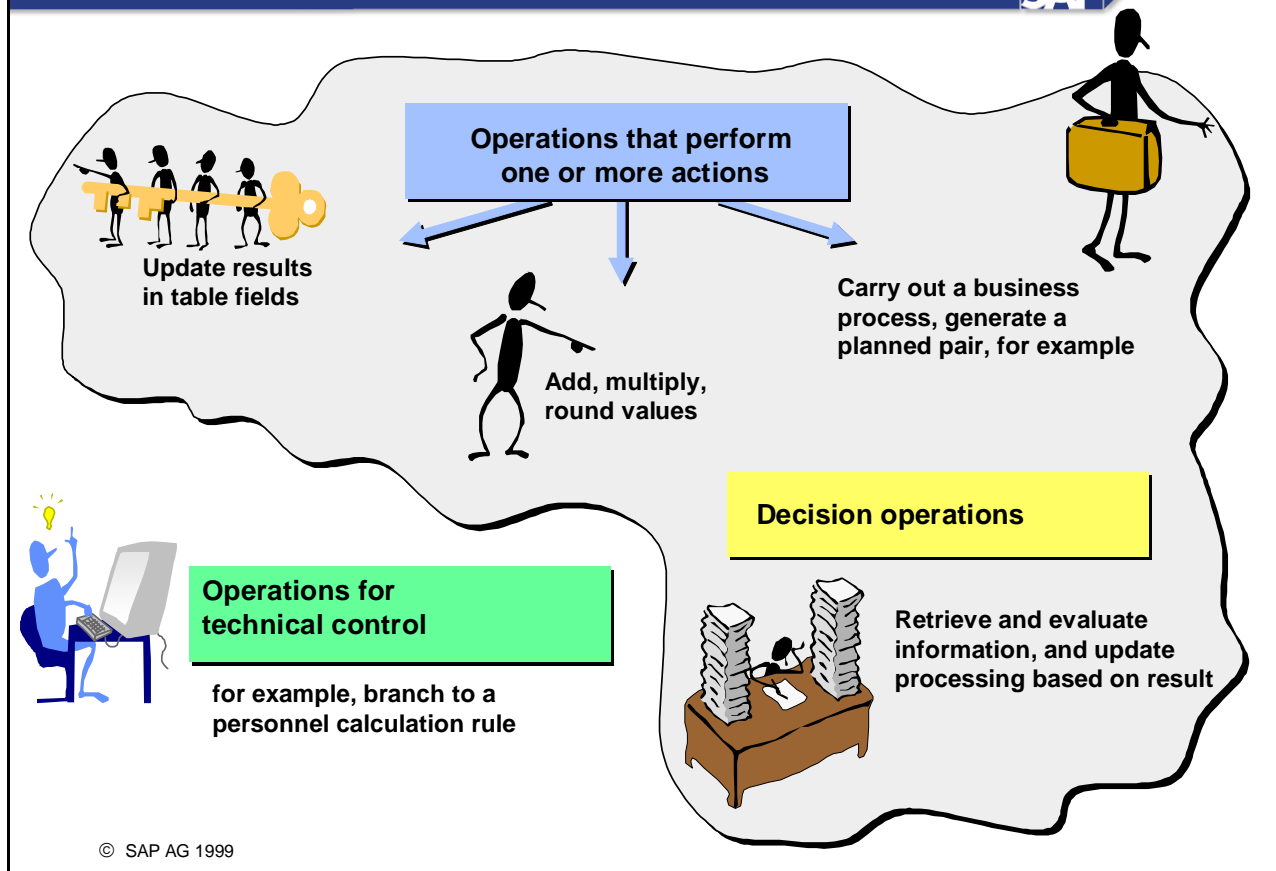 SAP
Operations that perform
one or more actions
Update results
in table fields
Add, multiply,
round values
Carry out a business
process, generate a
planned pair, for example
Decision operations
Retrieve and evaluate
information, and update
processing based on result
Operations for
technical control
for example, branch to a
personnel calculation rule
© SAP AG 1999